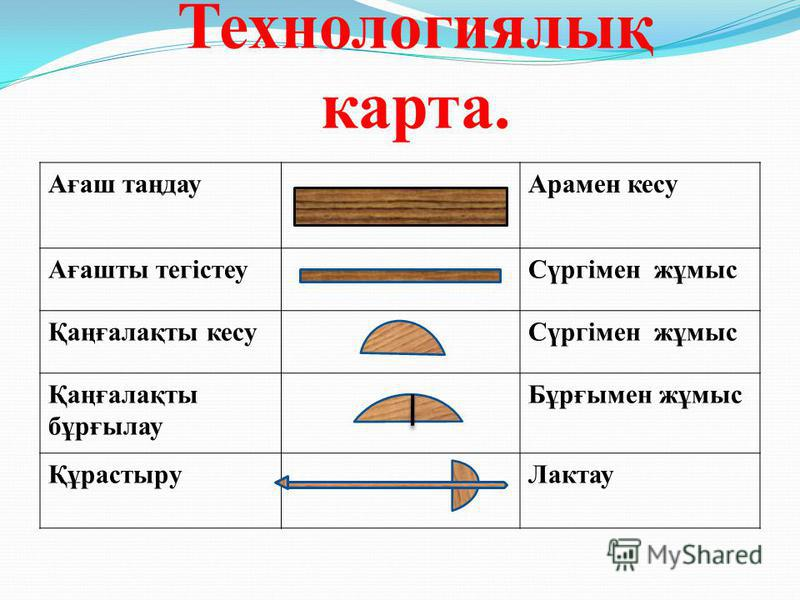 Технологиялық
карта.
Ағаш таңдау
Арамен кесу
Ағашты тегістеу
Сүргімен жұмыс
Қаңғалақты кесу
Сүргімен жұмыс
Қаңғалақты
бұрғылау
Бұрғымен жұмыс
Құрастыру
Лактау
MyShared